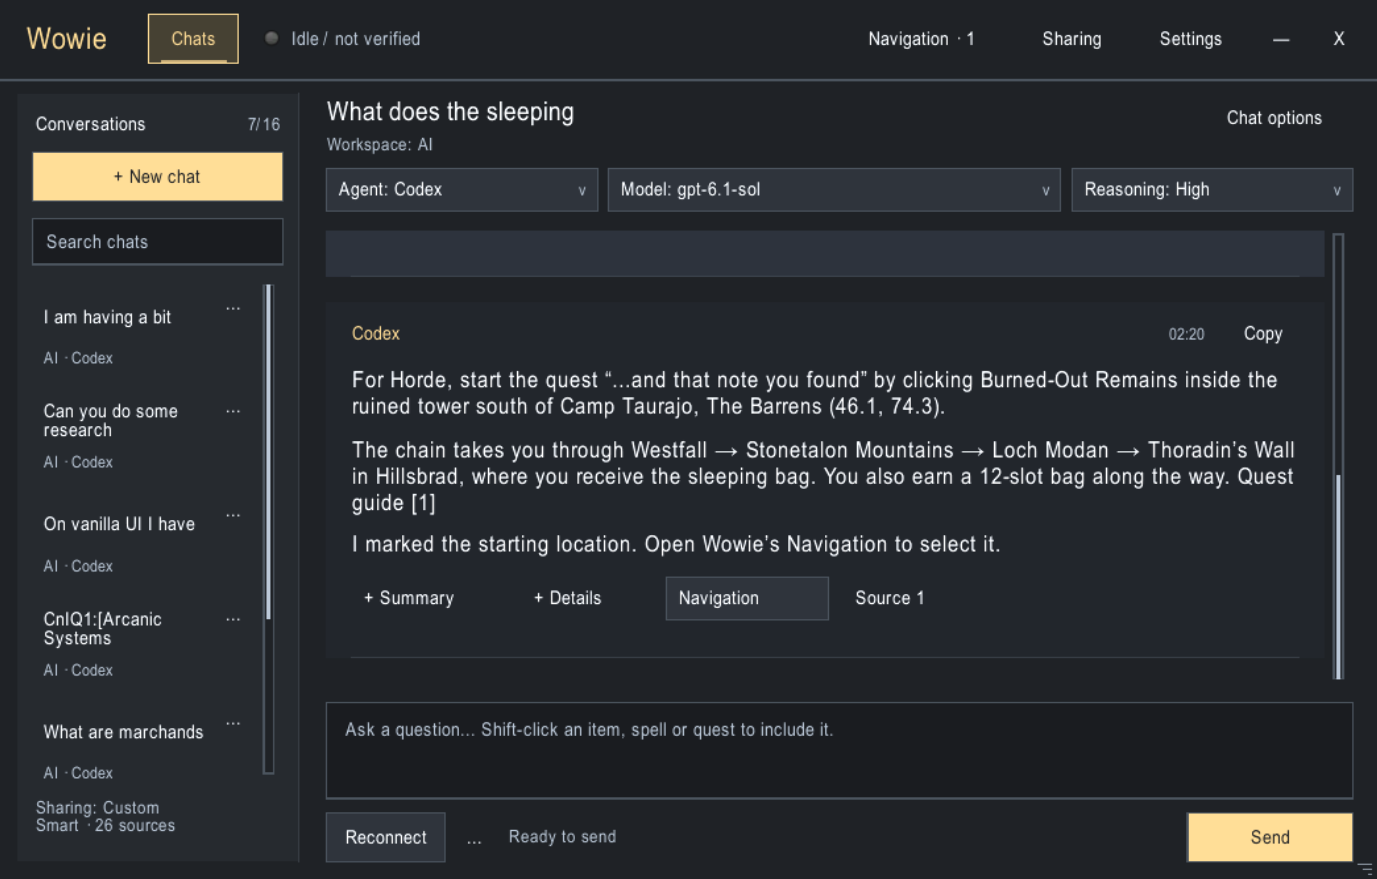 Wowie
Chats
Idle / not verified
Navigation · 1
Sharing
Settings
—
X
Conversations
7/16
+ New chat
Search chats
I am having a bit
...
AI · Codex
Can you do some
research
...
AI · Codex
On vanilla UI I have
...
AI · Codex
CnlQ1:[Arcanic
Systems
...
AI · Codex
What are marchands
...
AI · Codex
Sharing: Custom
Smart · 26 sources
What does the sleeping
Chat options
Workspace: AI
Agent: Codex v
Model: gpt-6.1-sol v
Reasoning: High v
Codex
02:20
Copy
For Horde, start the quest “...and that note you found” by clicking Burned-Out Remains inside the
ruined tower south of Camp Taurajo, The Barrens (46.1, 74.3).
The chain takes you through Westfall → Stonetalon Mountains → Loch Modan → Thoradin’s Wall
in Hillsbrad, where you receive the sleeping bag. You also earn a 12-slot bag along the way. Quest
guide [1]
I marked the starting location. Open Wowie’s Navigation to select it.
+ Summary
+ Details
Navigation
Source 1
Ask a question... Shift-click an item, spell or quest to include it.
Reconnect
...
Ready to send
Send